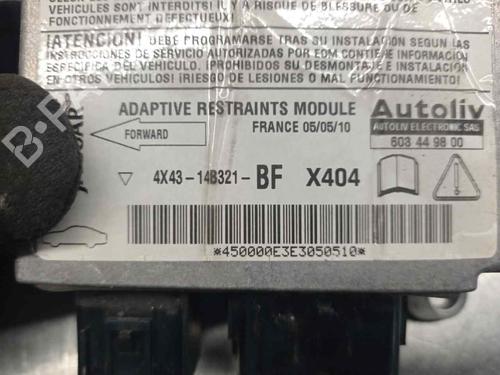 VÉHICULES SONT INTERDITS! IL Y A RISQUE DE BLESSURE OU DE
FONCTIONNEMENT DEFECTUEUX!
¡ATENCION! DEBE PROGRAMARSE TRAS SU INSTALACION SEGUN LAS
INSTRUCCIONES DE SERVICIO AUTORIZADAS POR EDM CONTIENE INFORMACION
ESPECIFICA DEL VEHICULO. ¡PROHIBIDOS SU DESMONTAJE E INSTALACION
EN OTROS VEHICULOS! ¡RIESGO DE LESIONES O MAL FUNCIONAMIENTO!
ADAPTIVE RESTRAINTS MODULE
FRANCE 05/05/10
FORWARD
Autoliv
AUTOLIV ELECTRONIC SAS
603 44 98 00
4X43-14B321-BF X404
*450000E3E3050510*
B-P